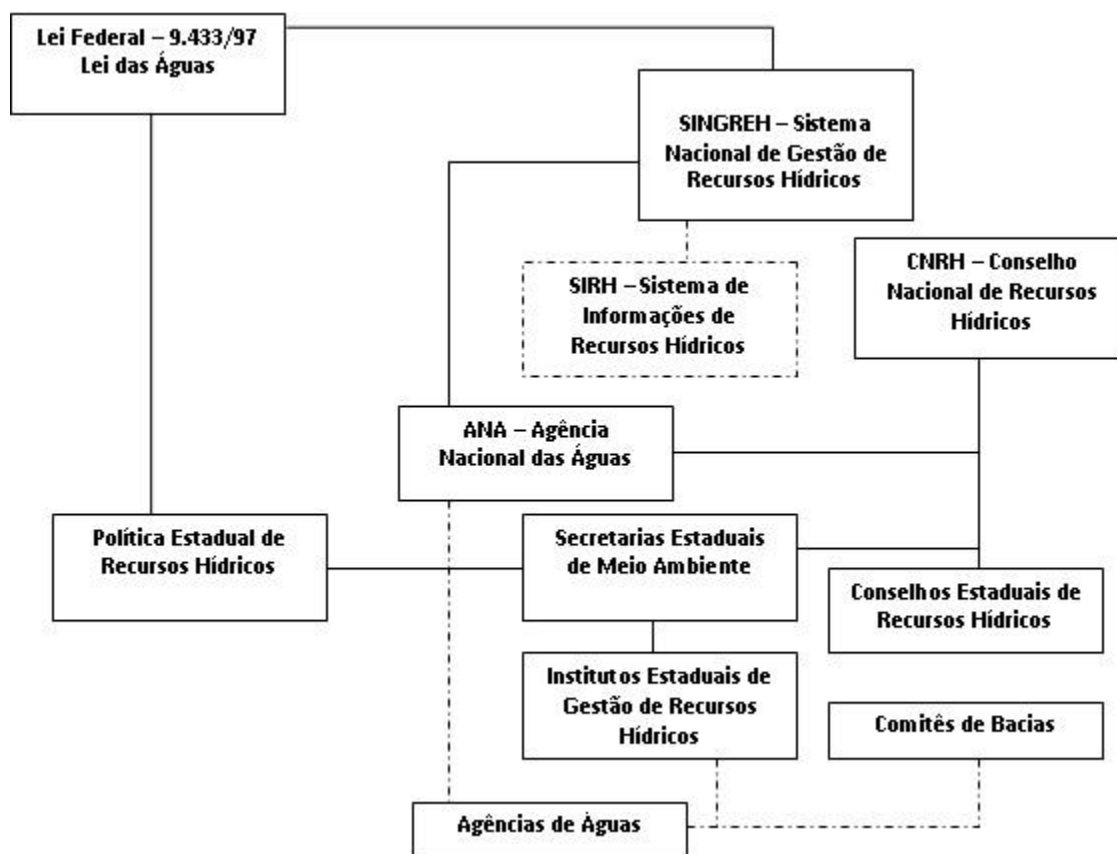 Lei Federal – 9.433/97
Lei das Águas
SINGREH – Sistema
Nacional de Gestão de
Recursos Hídricos
CNRH – Conselho
Nacional de Recursos
Hídricos
SIRH – Sistema de
Informações de
Recursos Hídricos
ANA – Agência
Nacional das Águas
Política Estadual de
Recursos Hídricos
Secretarias Estaduais
de Meio Ambiente
Conselhos Estaduais de
Recursos Hídricos
Institutos Estaduais de
Gestão de Recursos
Hídricos
Comitês de Bacias
Agências de Águas